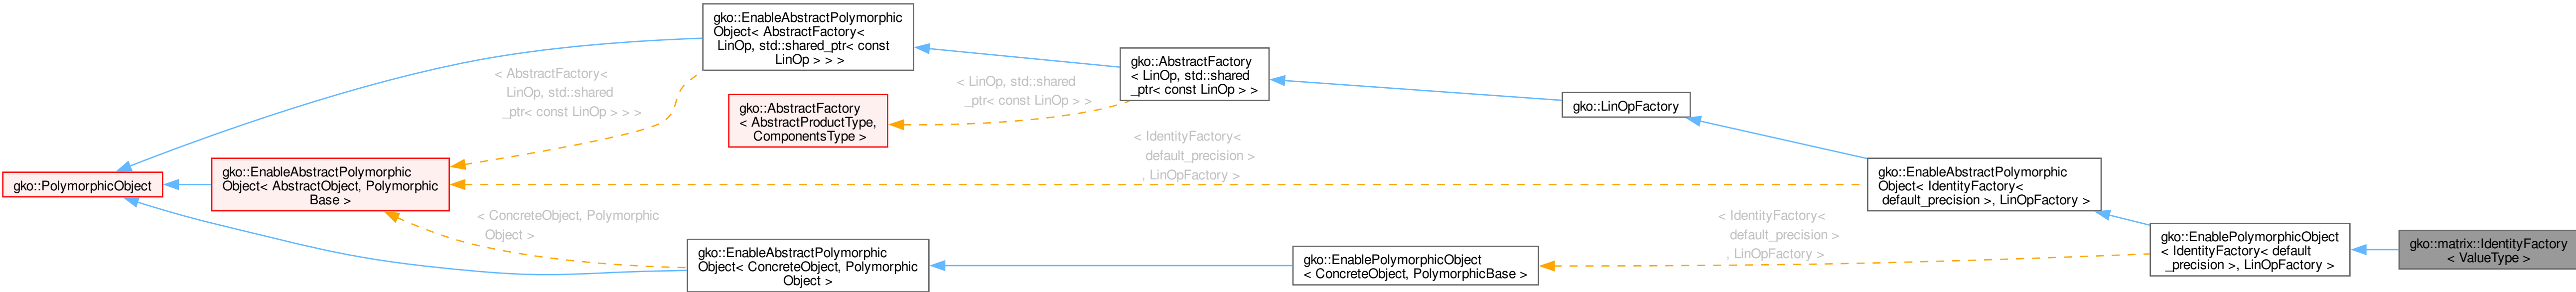 gko::EnableAbstractPolymorphic
Object< AbstractFactory<
LinOp, std::shared_ptr< const
LinOp > > >
< AbstractFactory<
LinOp, std::shared
_ptr< const LinOp > > >
gko::AbstractFactory
< AbstractProductType,
ComponentsType >
< LinOp, std::shared
_ptr< const LinOp > >
gko::AbstractFactory
< LinOp, std::shared
_ptr< const LinOp > >
gko::LinOpFactory
< IdentityFactory<
default_precision >
, LinOpFactory >
gko::PolymorphicObject
gko::EnableAbstractPolymorphic
Object< AbstractObject, Polymorphic
Base >
gko::EnableAbstractPolymorphic
Object< IdentityFactory<
default_precision >, LinOpFactory >
< ConcreteObject, Polymorphic
Object >
gko::EnableAbstractPolymorphic
Object< ConcreteObject, Polymorphic
Object >
gko::EnablePolymorphicObject
< ConcreteObject, PolymorphicBase >
< IdentityFactory<
default_precision >
, LinOpFactory >
gko::EnablePolymorphicObject
< IdentityFactory< default
_precision >, LinOpFactory >
gko::matrix::IdentityFactory
< ValueType >